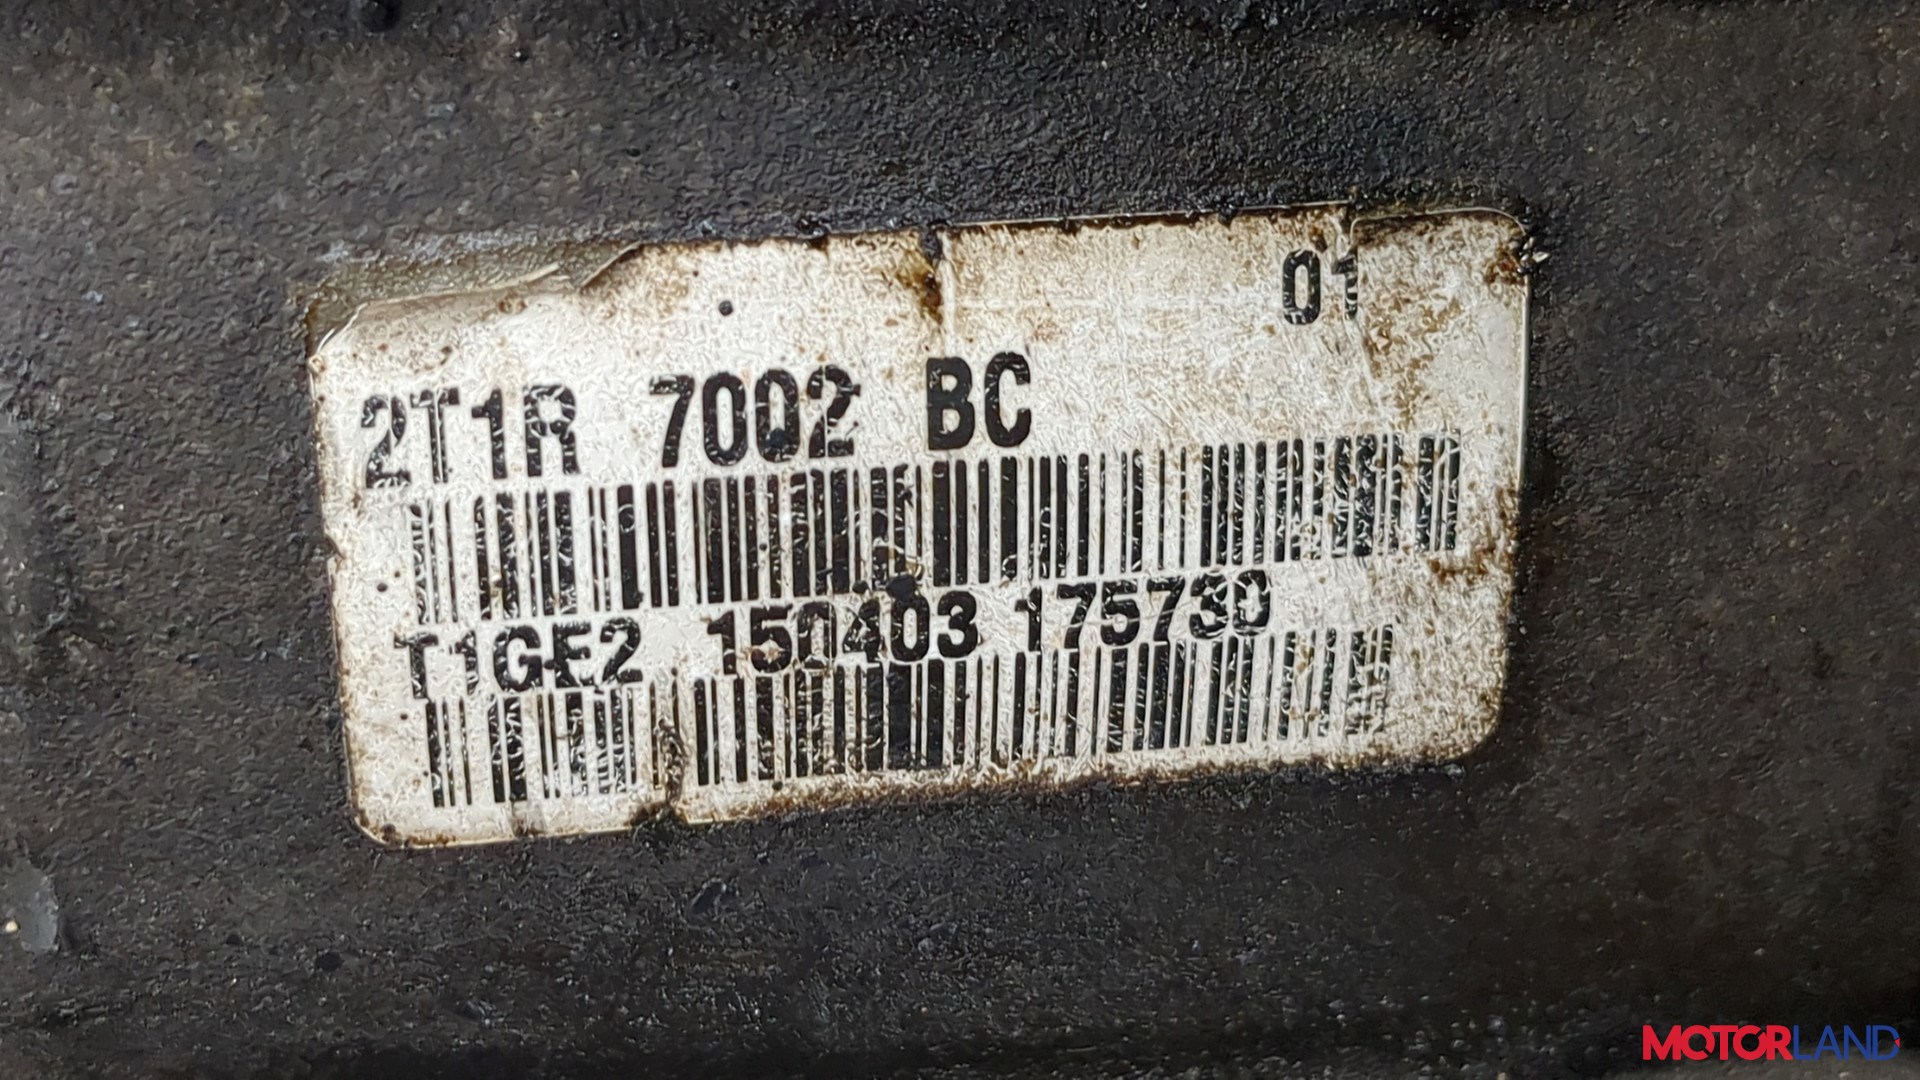 01
2T1R 7002 BC
T1GE2 150403 175730
MOTORLAND